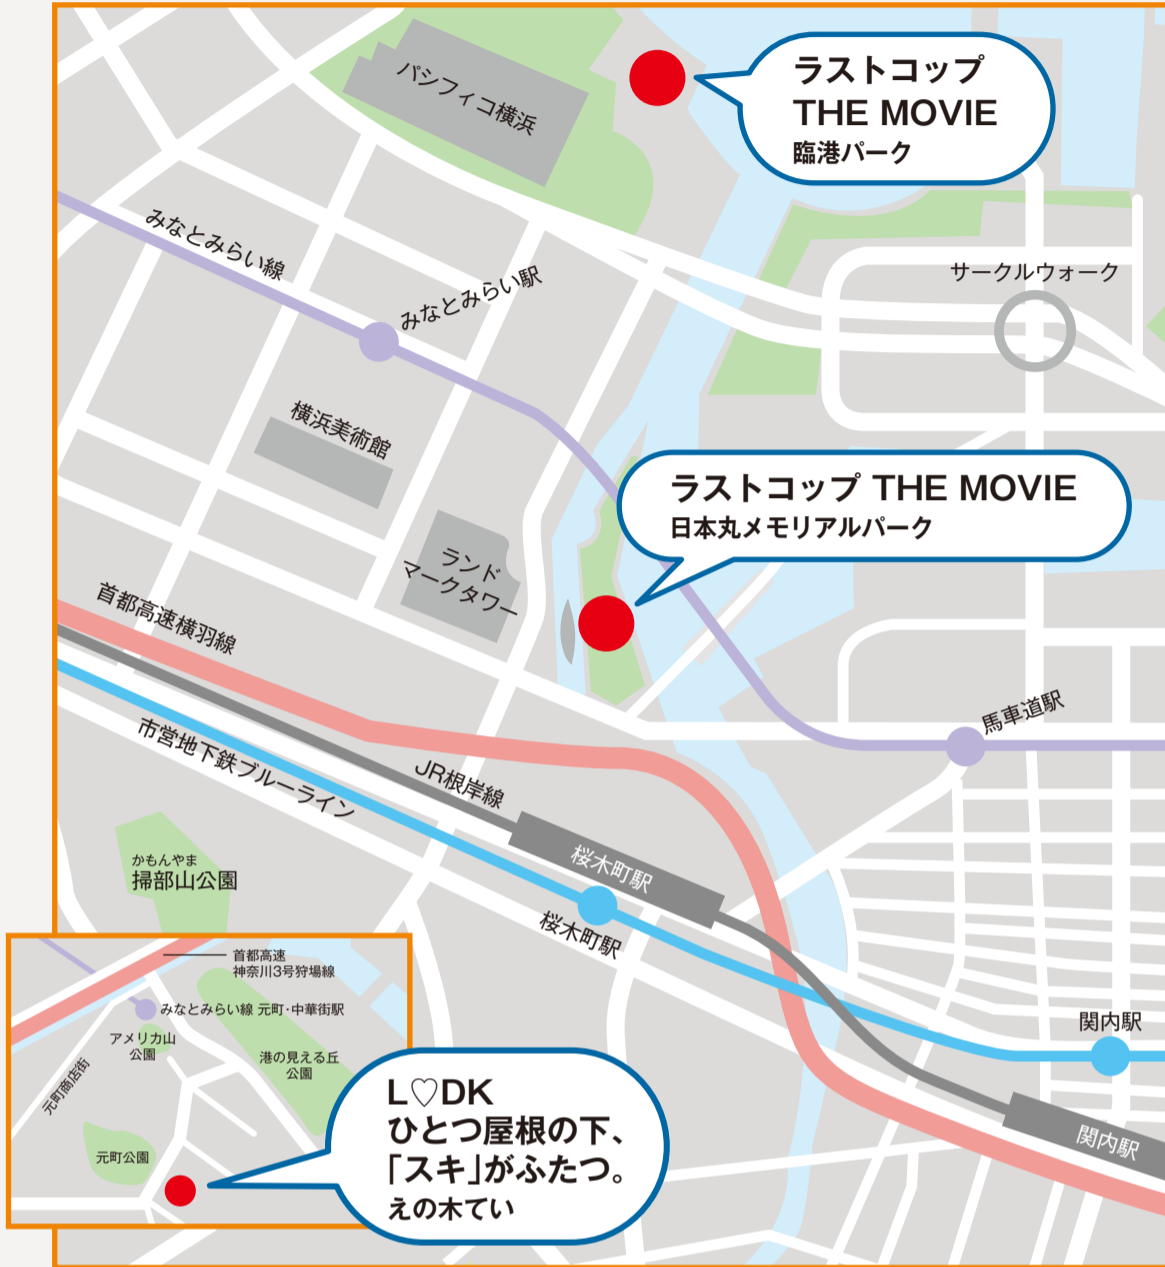 パシフィコ横浜
ラストコップ
THE MOVIE
臨港パーク
みなとみらい線
みなとみらい駅
サークルウォーク
横浜美術館
ラストコップ THE MOVIE
日本丸メモリアルパーク
ランド
マークタワー
首都高速横羽線
市営地下鉄ブルーライン
JR根岸線
馬車道駅
桜木町駅
桜木町駅
かもんやま
掃部山公園
首都高速
神奈川3号狩場線
みなとみらい線 元町・中華街駅
アメリカ山
公園
港の見える丘
公園
元町商店街
元町公園
L♡DK
ひとつ屋根の下、
「スキ」がふたつ。
えの木てい
関内駅
関内駅